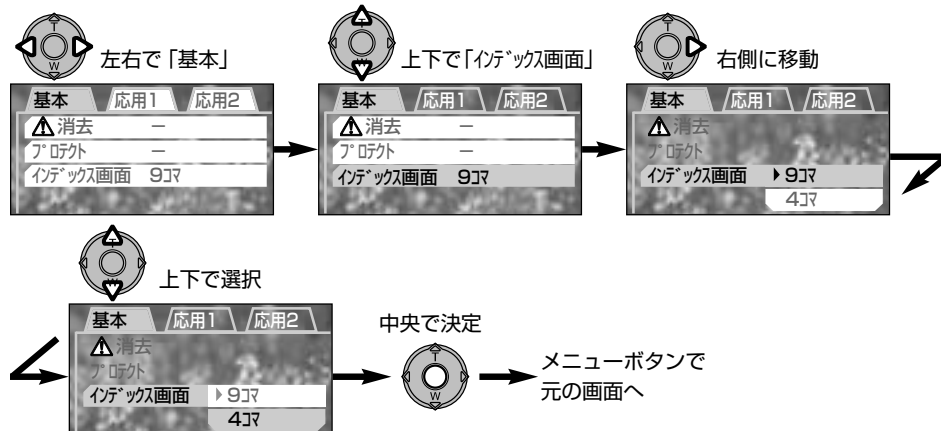 T
W
左右で「基本」
基本 応用1 応用2
消去 −
プロテクト −
インデックス画面 9コマ
T
W
上下で「インデックス画面」
基本 応用1 応用2
消去 −
プロテクト −
インデックス画面 9コマ
T
W
右側に移動
基本 応用1 応用2
消去
プロテクト
インデックス画面 9コマ
4コマ
T
W
上下で選択
基本 応用1 応用2
消去
プロテクト
インデックス画面 9コマ
4コマ
中央で決定
T
W
メニューボタンで
元の画面へ